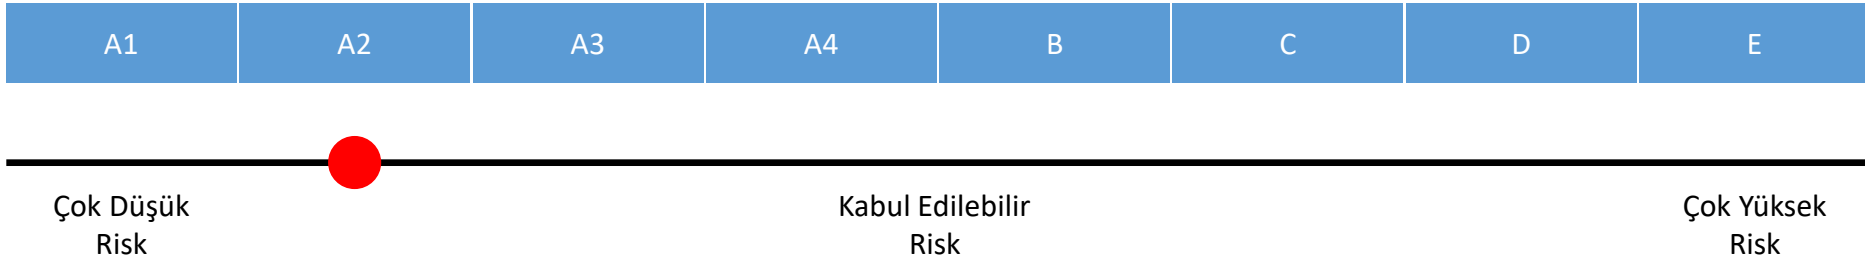 A1 A2 A3 A4 B C D E
Çok Düşük
Risk
Kabul Edilebilir
Risk
Çok Yüksek
Risk